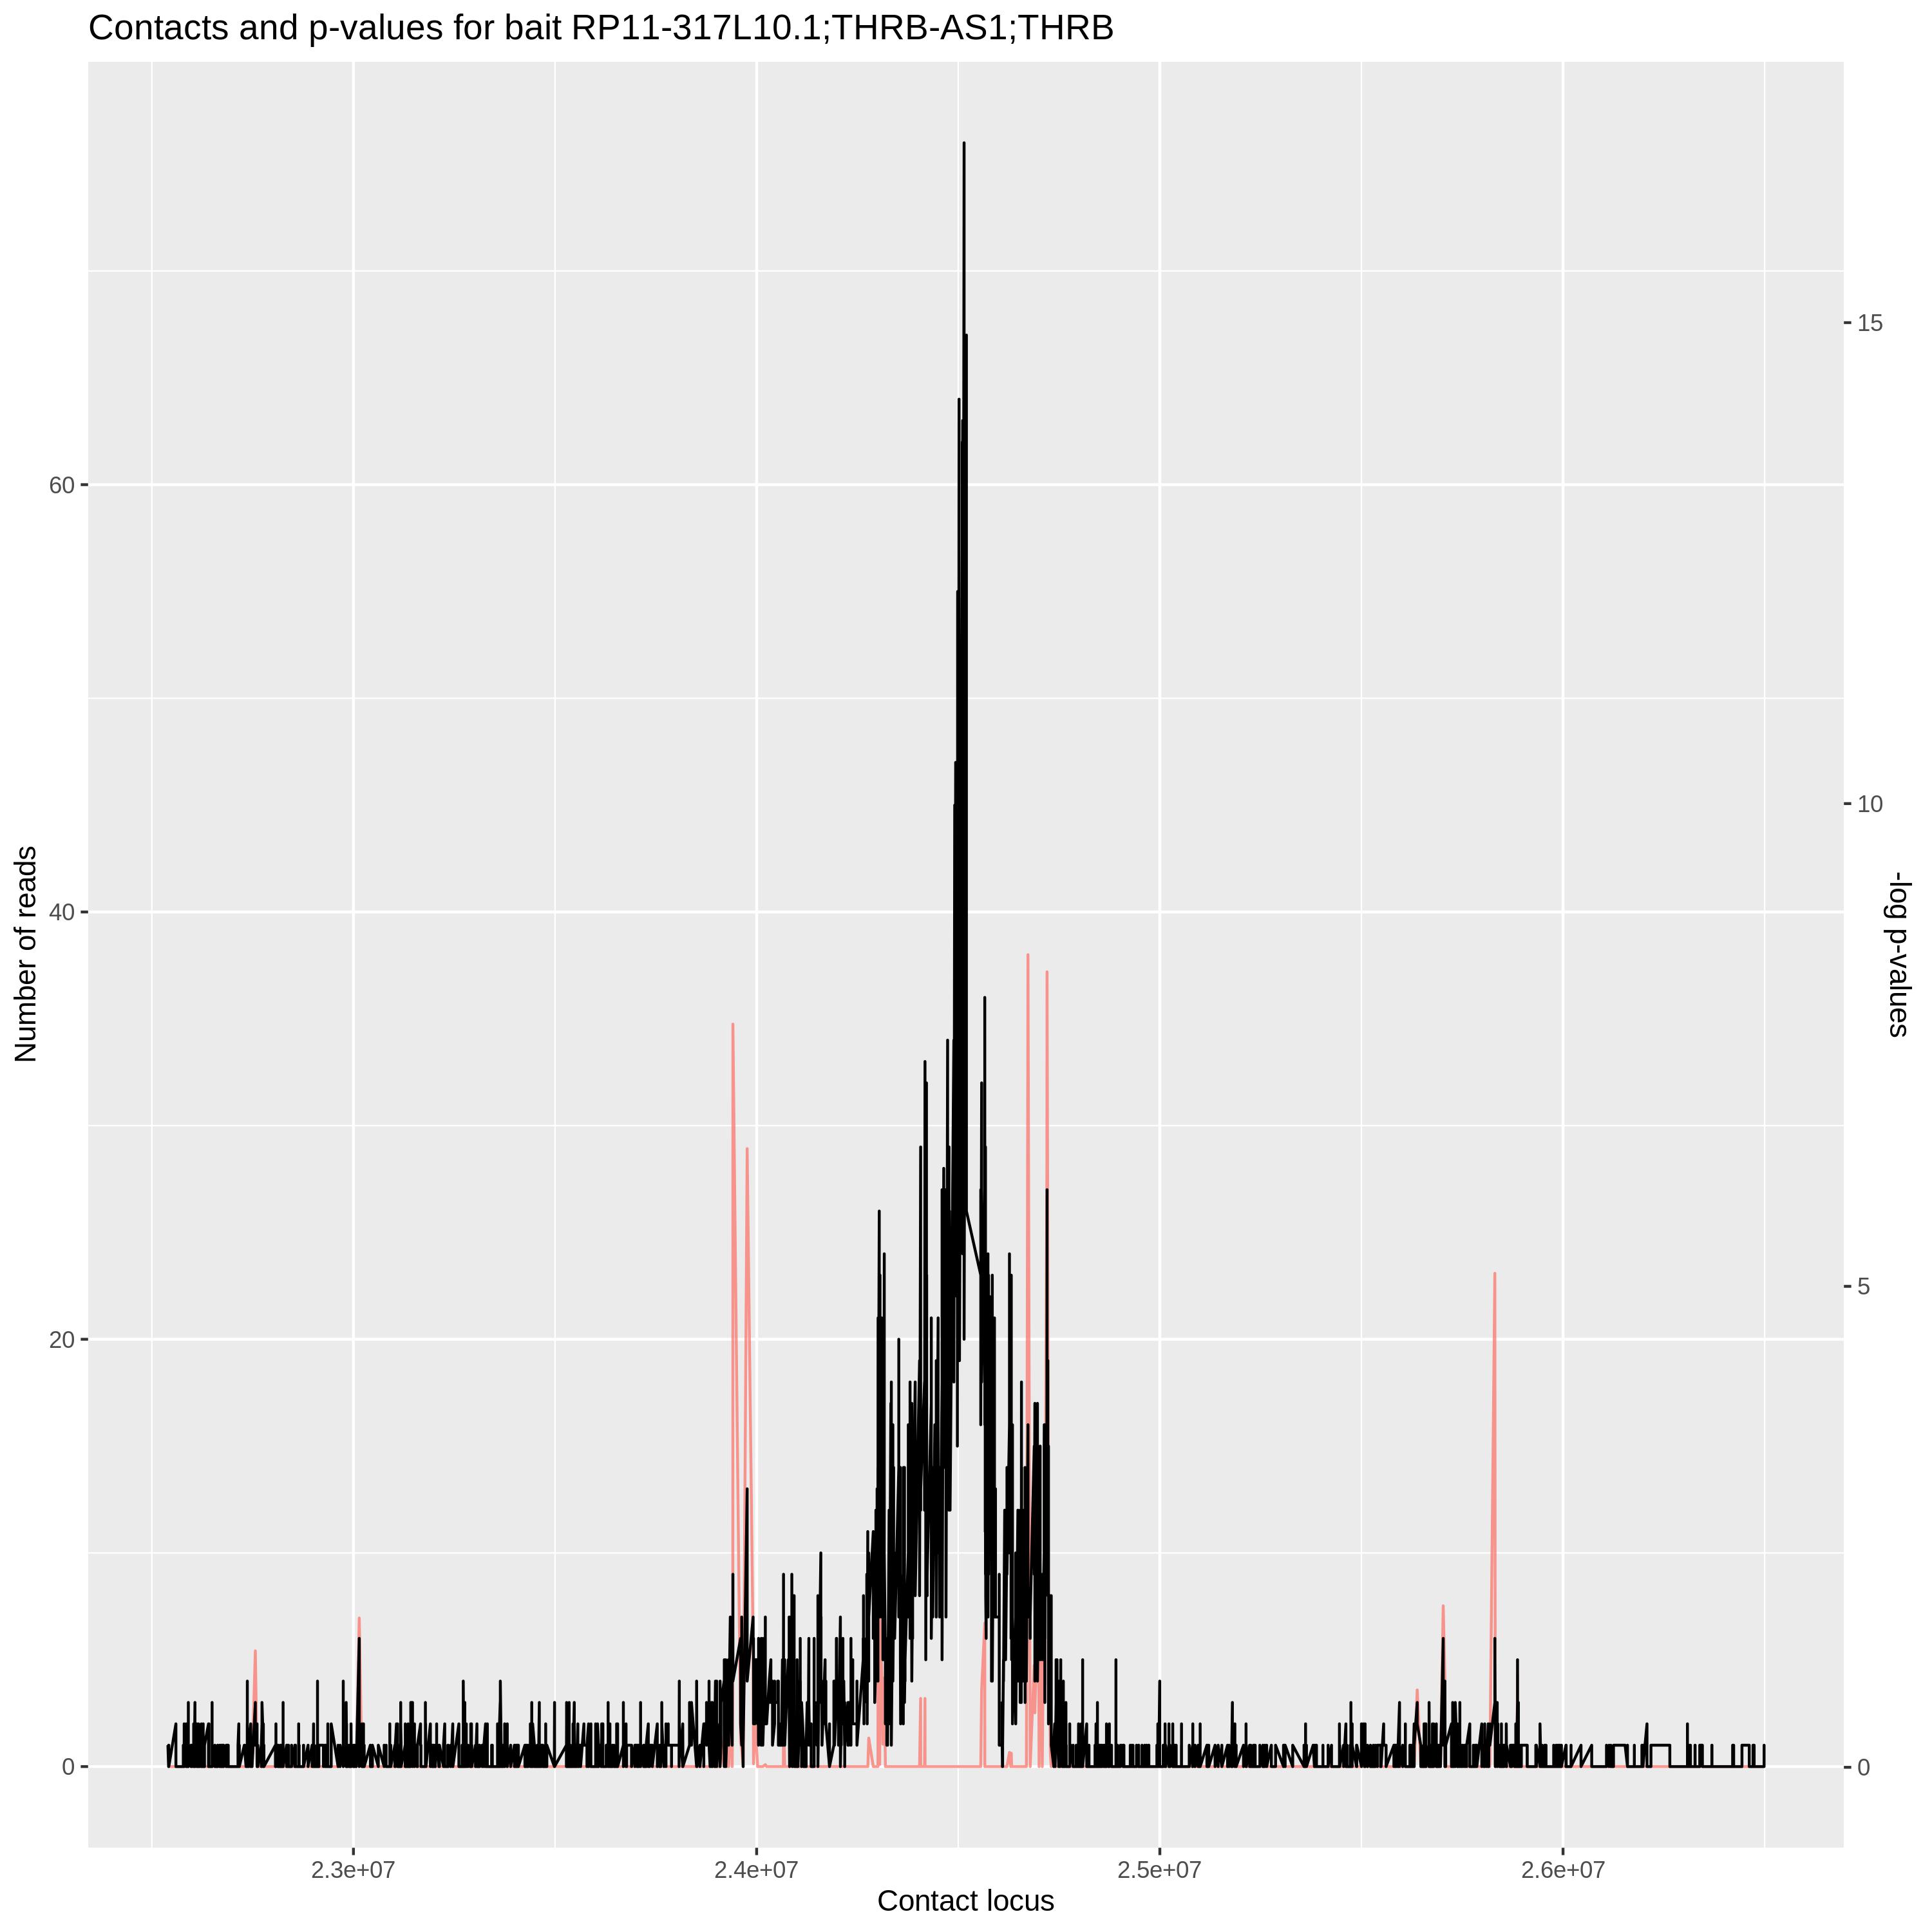 Contacts and p-values for bait RP11-317L10.1;THRB-AS1;THRB
Number of reads
60
40
20
0
15
10
5
0
-log p-values
2.3e+07 2.4e+07 2.5e+07 2.6e+07
Contact locus